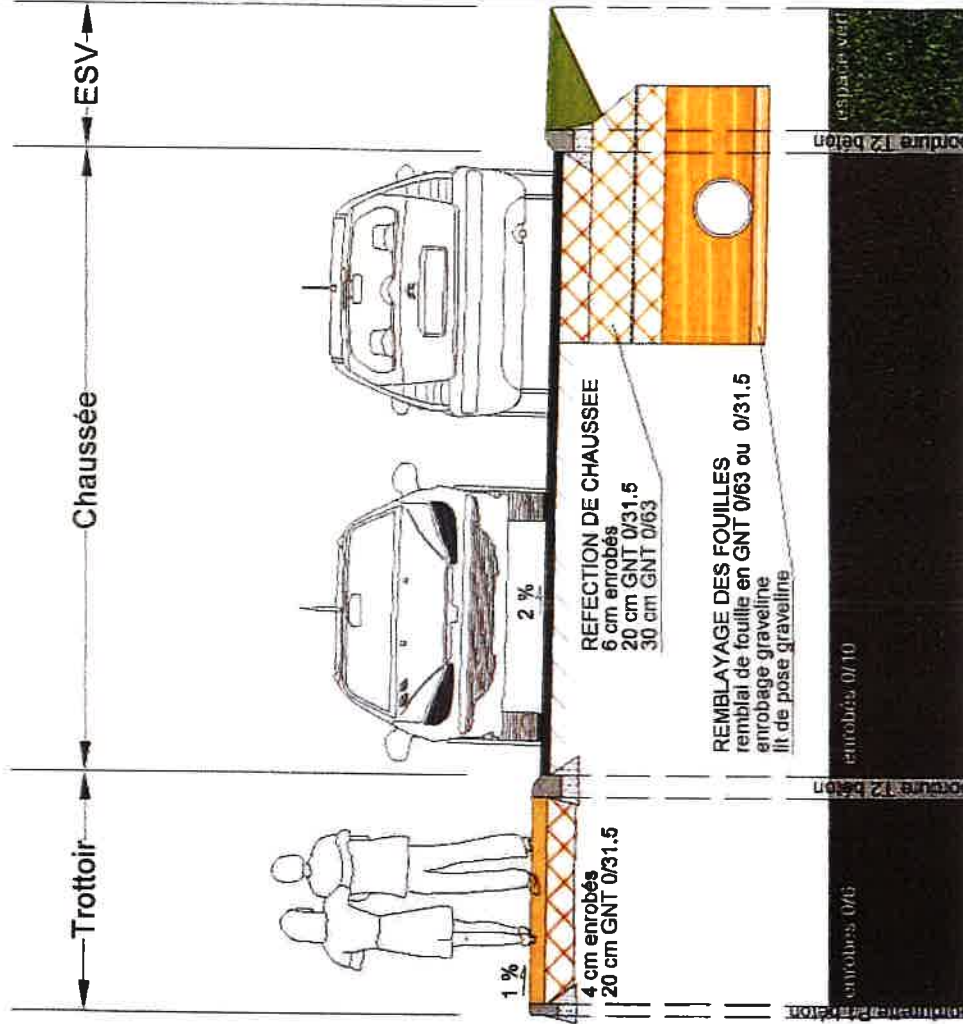 Trottoir
Chaussée
ESV
1 %
2 %
4 cm enrobés
20 cm GNT 0/31.5
REFECTION DE CHAUSSEE
6 cm enrobés
20 cm GNT 0/31.5
30 cm GNT 0/63
REMBLAYAGE DES FOUILLES
remblai de fouille en GNT 0/63 ou 0/31.5
enrobage graveline
lit de pose graveline
béton
enrobés 0/6
bordure T2 béton
enrobés 0/10
bordure T2 béton
espace vert